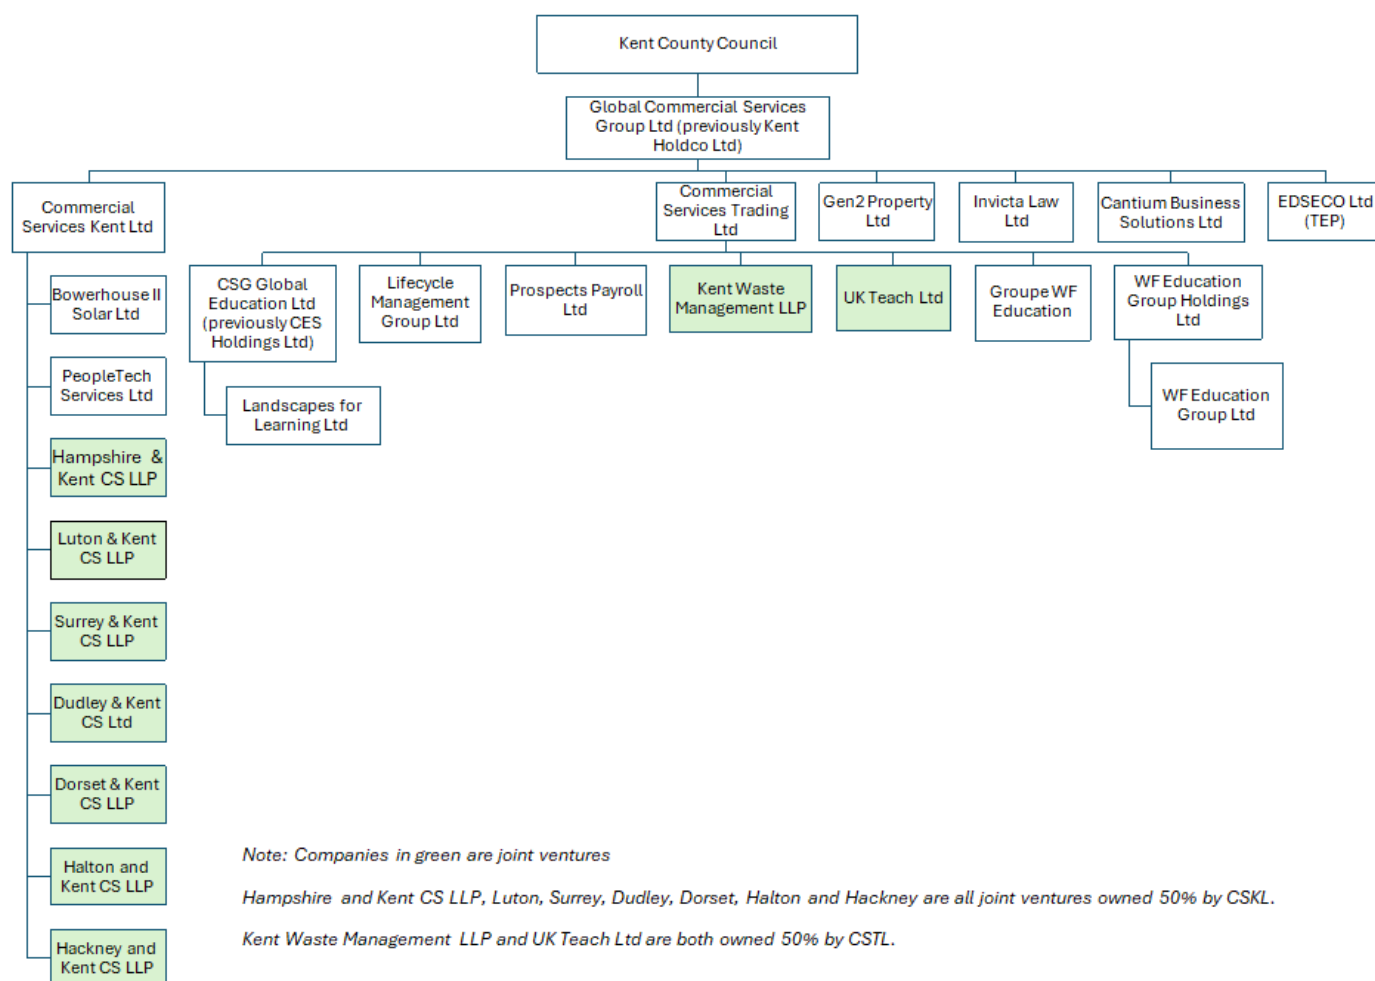 Kent County Council
Global Commercial Services
Group Ltd (previously Kent
Holdco Ltd)
Commercial
Services Kent Ltd
Commercial
Services Trading
Ltd
Gen2 Property
Ltd
Invicta Law
Ltd
Cantium Business
Solutions Ltd
EDSECO Ltd
(TEP)
Bowerhouse II
Solar Ltd
PeopleTech
Services Ltd
Hampshire &
Kent CS LLP
Luton & Kent
CS LLP
Surrey & Kent
CS LLP
Dudley & Kent
CS Ltd
Dorset & Kent
CS LLP
Halton and
Kent CS LLP
Hackney and
Kent CS LLP
CSG Global
Education Ltd
(previously CES
Holdings Ltd)
Landscapes for
Learning Ltd
Lifecycle
Management
Group Ltd
Prospects Payroll
Ltd
Kent Waste
Management LLP
UK Teach Ltd
Groupe WF
Education
WF Education
Group Holdings
Ltd
WF Education
Group Ltd
Note: Companies in green are joint ventures
Hampshire and Kent CS LLP, Luton, Surrey, Dudley, Dorset, Halton and Hackney are all joint ventures owned 50% by CSKL.
Kent Waste Management LLP and UK Teach Ltd are both owned 50% by CSTL.